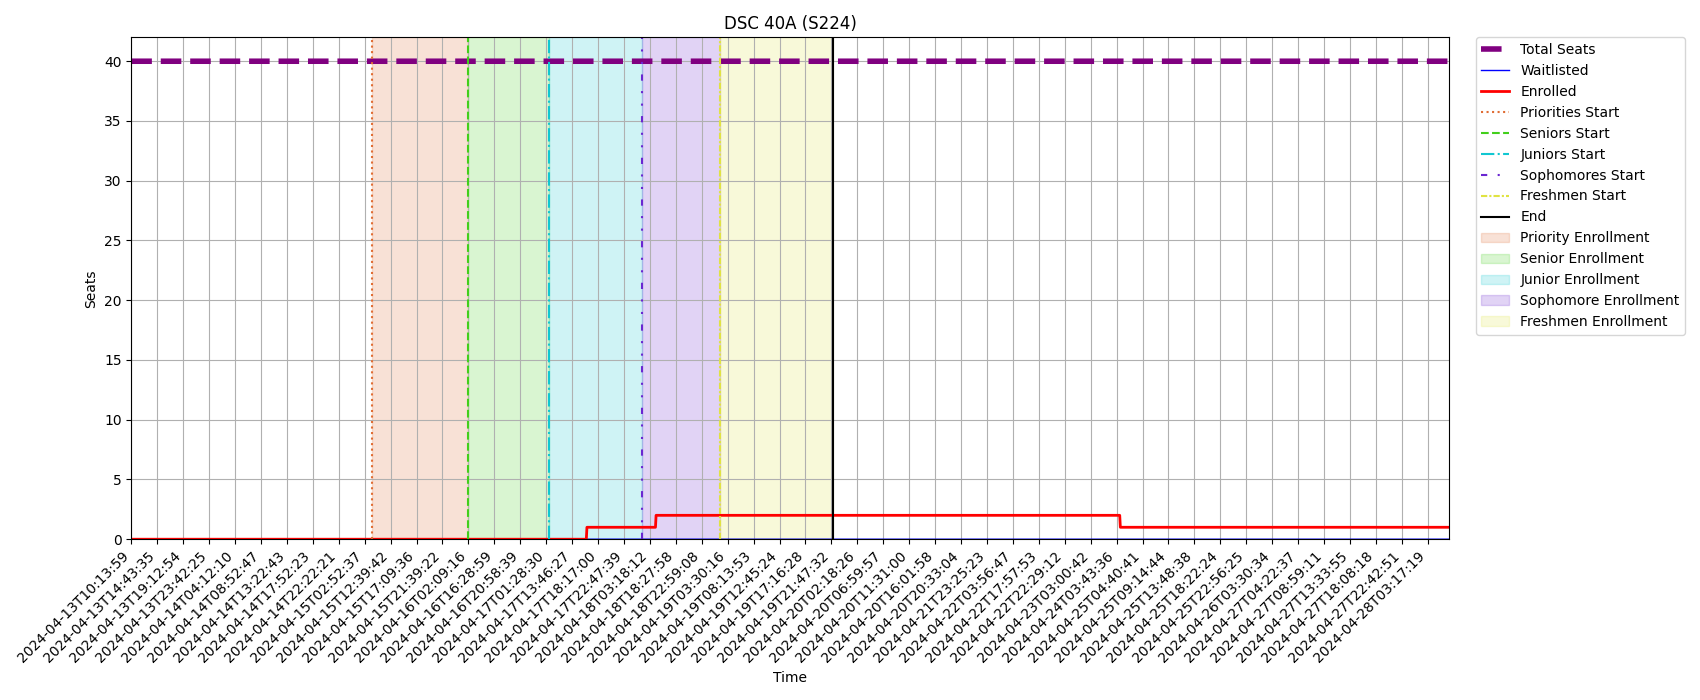 DSC 40A (S224)
Seats
40
35
30
25
20
15
10
5
0
2024-04-13T10:13:59
2024-04-13T14:43:35
2024-04-13T19:12:54
2024-04-13T23:42:25
2024-04-14T04:12:10
2024-04-14T08:52:47
2024-04-14T13:22:43
2024-04-14T17:52:23
2024-04-14T22:22:21
2024-04-15T02:52:37
2024-04-15T12:39:42
2024-04-15T17:09:36
2024-04-15T21:39:22
2024-04-16T02:09:16
2024-04-16T16:28:59
2024-04-16T20:58:39
2024-04-17T01:28:30
2024-04-17T13:46:27
2024-04-17T18:17:00
2024-04-17T22:47:39
2024-04-18T03:18:12
2024-04-18T18:27:58
2024-04-18T22:59:08
2024-04-19T03:30:16
2024-04-19T08:13:53
2024-04-19T12:45:24
2024-04-19T17:16:28
2024-04-19T21:47:32
2024-04-20T02:18:26
2024-04-20T06:59:57
2024-04-20T11:31:00
2024-04-20T16:01:58
2024-04-20T20:33:04
2024-04-21T23:25:23
2024-04-22T03:56:47
2024-04-22T17:57:53
2024-04-22T22:29:12
2024-04-23T03:00:42
2024-04-24T03:43:36
2024-04-25T04:40:41
2024-04-25T09:14:44
2024-04-25T13:48:38
2024-04-25T18:22:24
2024-04-25T22:56:25
2024-04-26T03:30:34
2024-04-27T04:22:37
2024-04-27T08:59:11
2024-04-27T13:33:55
2024-04-27T18:08:18
2024-04-27T22:42:51
2024-04-28T03:17:19
Time
Total Seats
Waitlisted
Enrolled
Priorities Start
Seniors Start
Juniors Start
Sophomores Start
Freshmen Start
End
Priority Enrollment
Senior Enrollment
Junior Enrollment
Sophomore Enrollment
Freshmen Enrollment